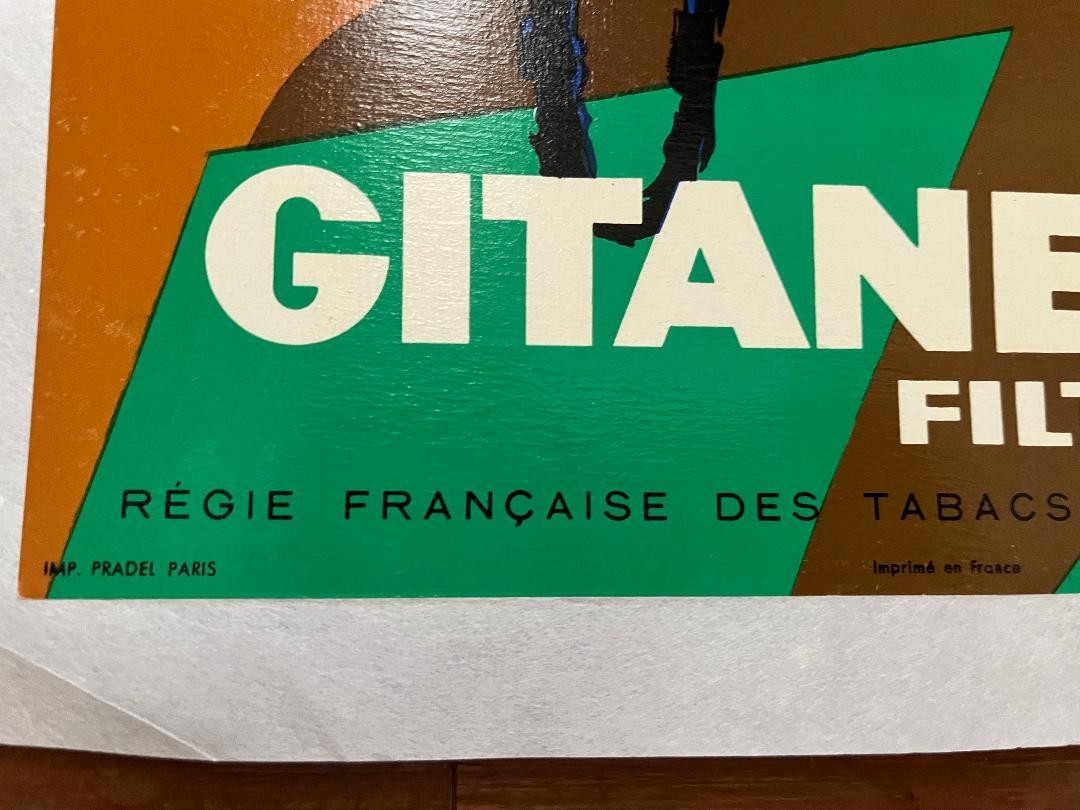 GITANE
FILT
RÉGIE FRANÇAISE DES TABACS
IMP. PRADEL PARIS
Imprimé en France